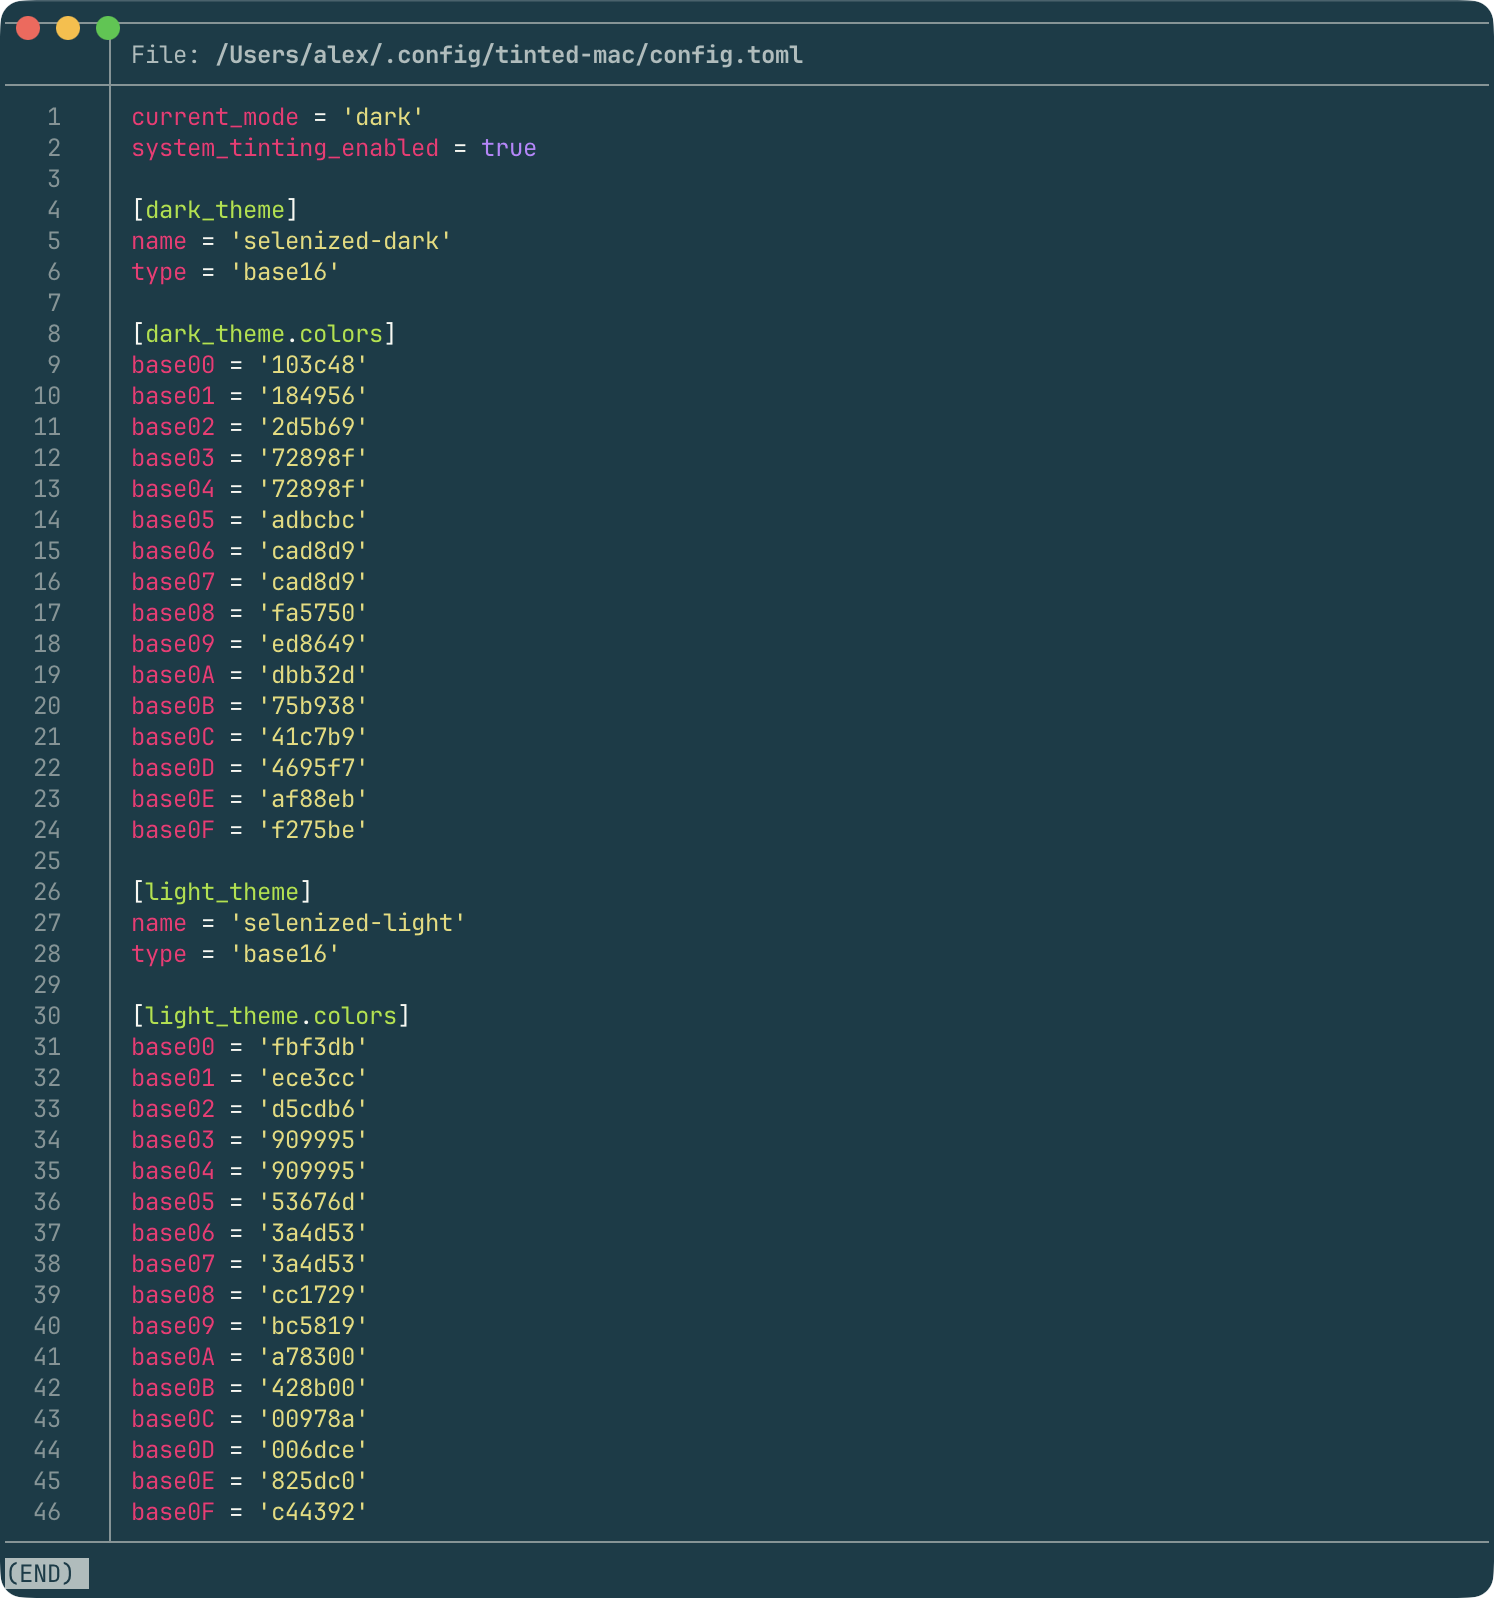 File: /Users/alex/.config/tinted-mac/config.toml
1 current_mode = 'dark'
2 system_tinting_enabled = true
3
4 [dark_theme]
5 name = 'selenized-dark'
6 type = 'base16'
7
8 [dark_theme.colors]
9 base00 = '103c48'
10 base01 = '184956'
11 base02 = '2d5b69'
12 base03 = '72898f'
13 base04 = '72898f'
14 base05 = 'adbcbc'
15 base06 = 'cad8d9'
16 base07 = 'cad8d9'
17 base08 = 'fa5750'
18 base09 = 'ed8649'
19 base0A = 'dbb32d'
20 base0B = '75b938'
21 base0C = '41c7b9'
22 base0D = '4695f7'
23 base0E = 'af88eb'
24 base0F = 'f275be'
25
26 [light_theme]
27 name = 'selenized-light'
28 type = 'base16'
29
30 [light_theme.colors]
31 base00 = 'fbf3db'
32 base01 = 'ece3cc'
33 base02 = 'd5cdb6'
34 base03 = '909995'
35 base04 = '909995'
36 base05 = '53676d'
37 base06 = '3a4d53'
38 base07 = '3a4d53'
39 base08 = 'cc1729'
40 base09 = 'bc5819'
41 base0A = 'a78300'
42 base0B = '428b00'
43 base0C = '00978a'
44 base0D = '006dce'
45 base0E = '825dc0'
46 base0F = 'c44392'
(END)